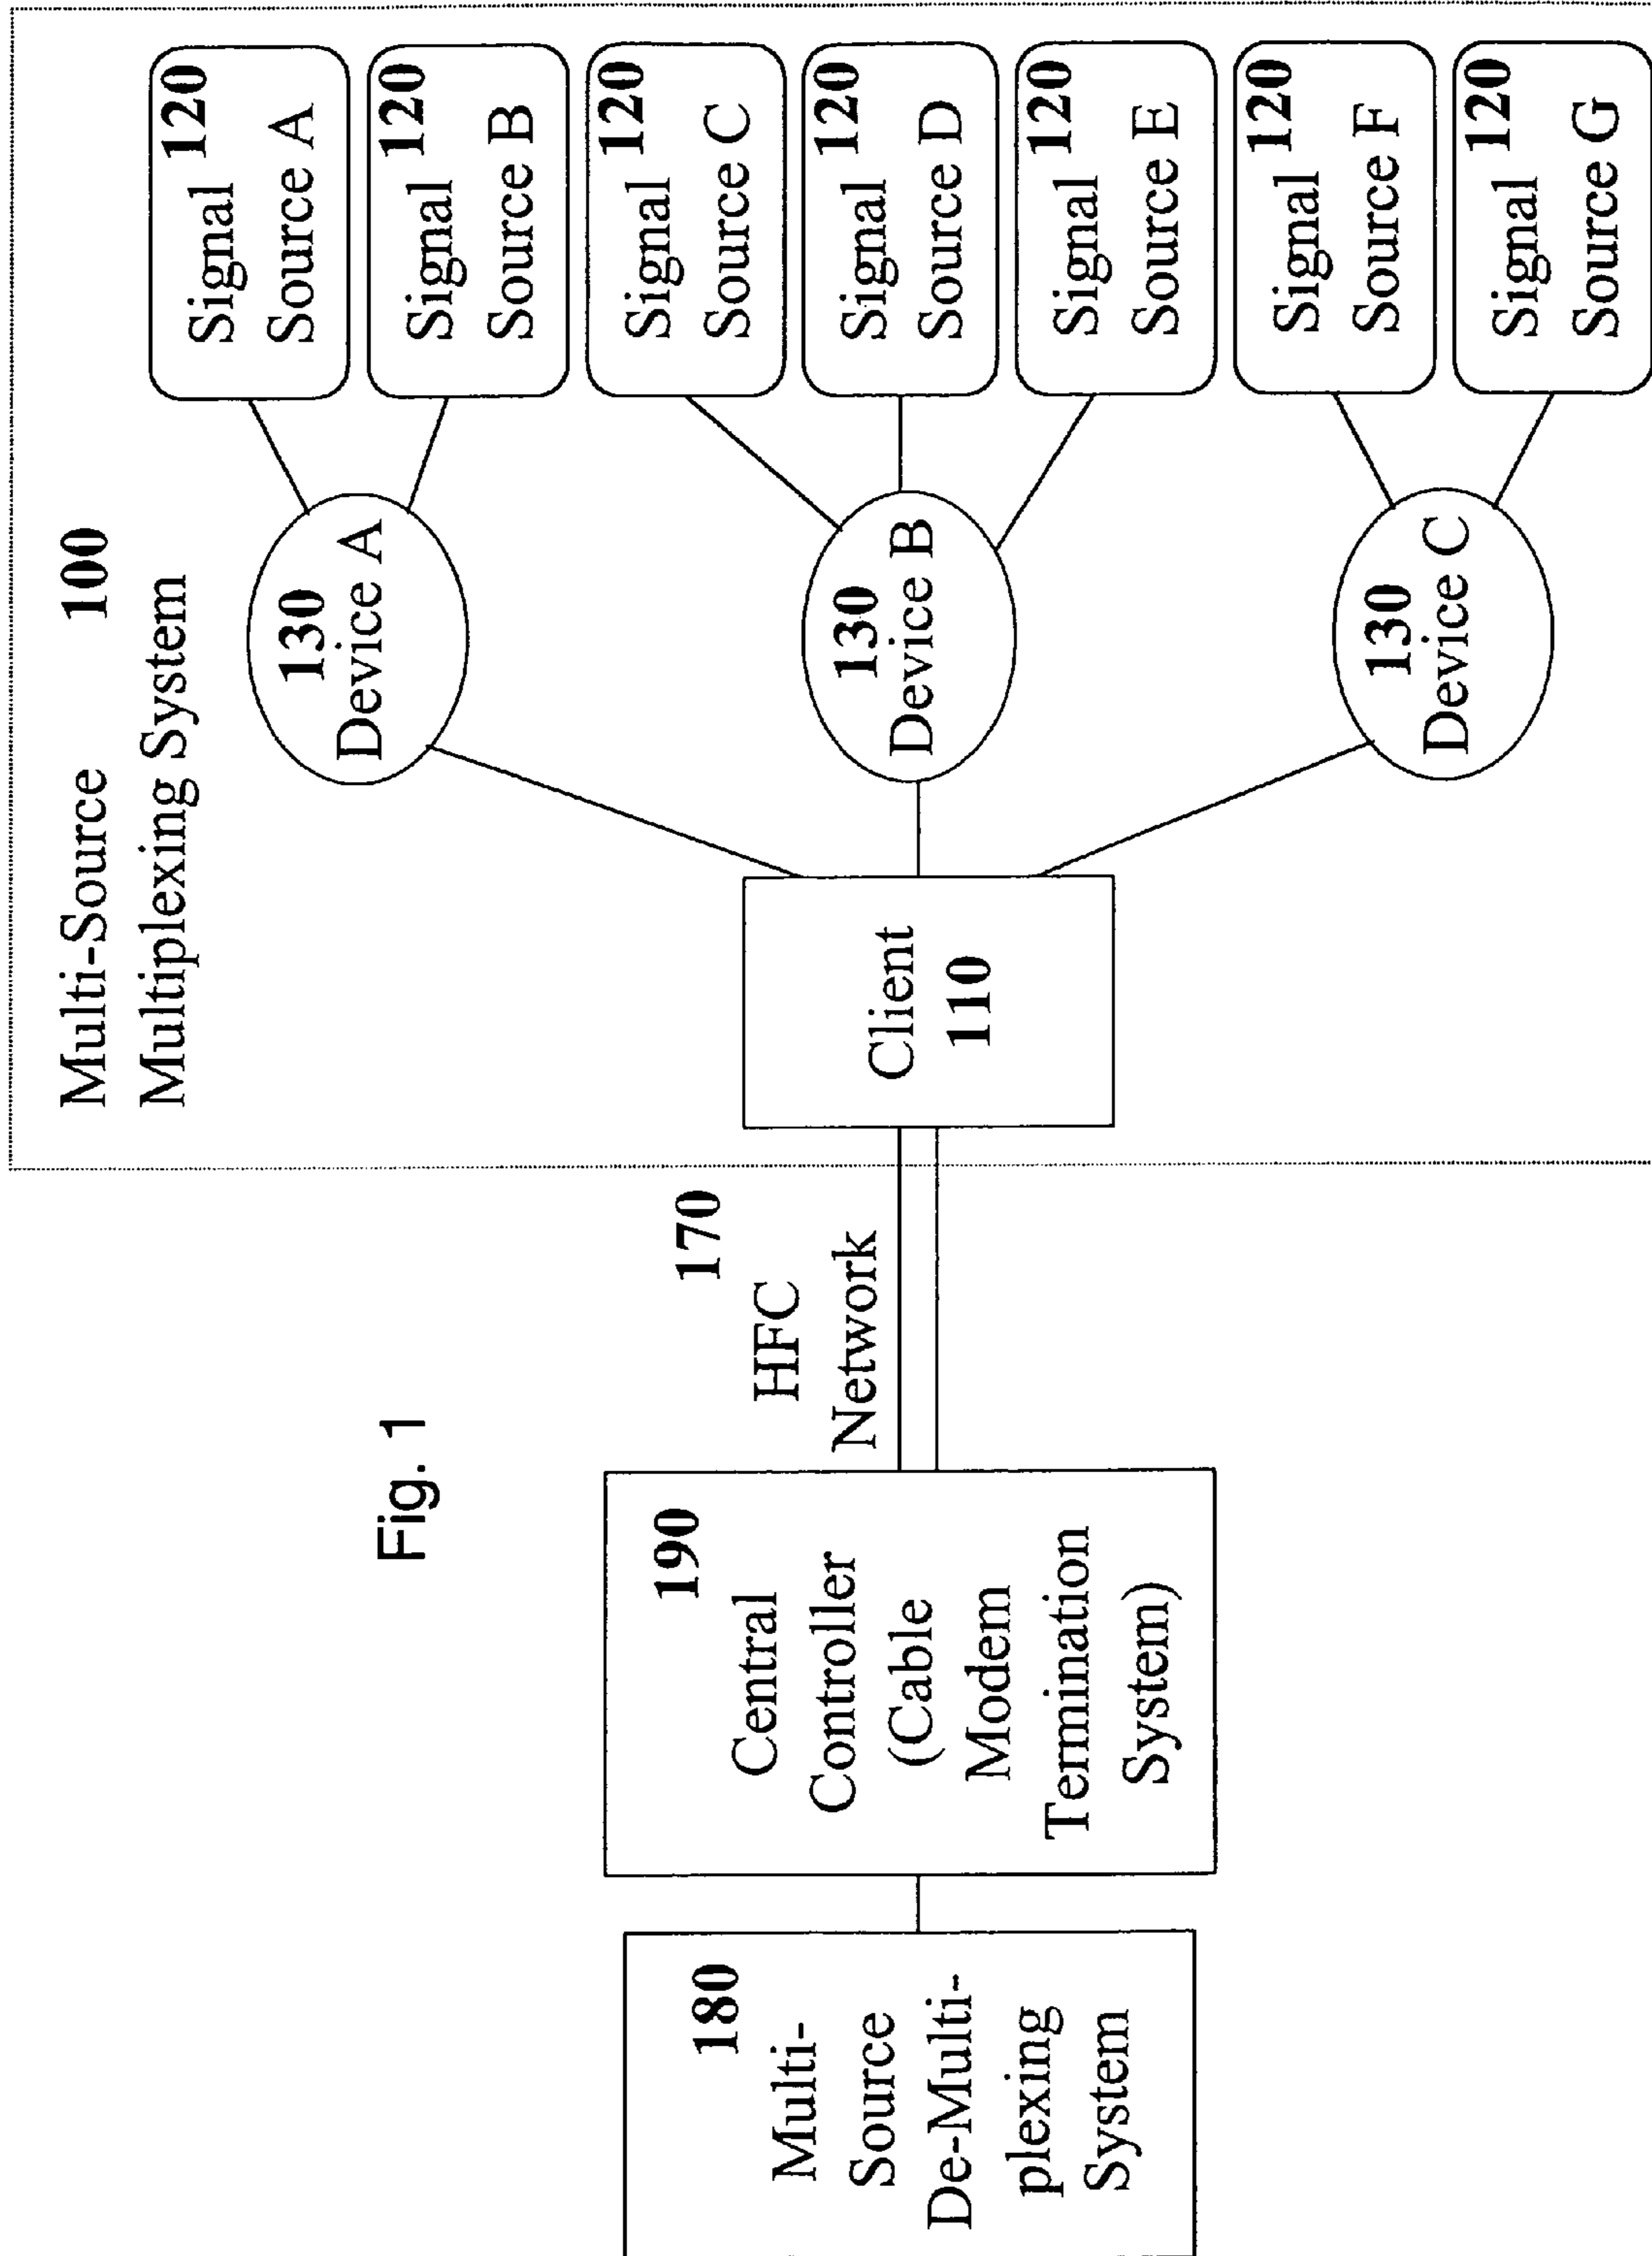 Fig. 1
Multi-Source 100
Multiplexing System
180
Multi-
Source
De-Multi-
plexing
System
190
Central
Controller
(Cable
Modem
Termination
System)
170
HFC
Network
Client
110
130
Device A
130
Device B
130
Device C
Signal 120
Source A
Signal 120
Source B
Signal 120
Source C
Signal 120
Source D
Signal 120
Source E
Signal 120
Source F
Signal 120
Source G